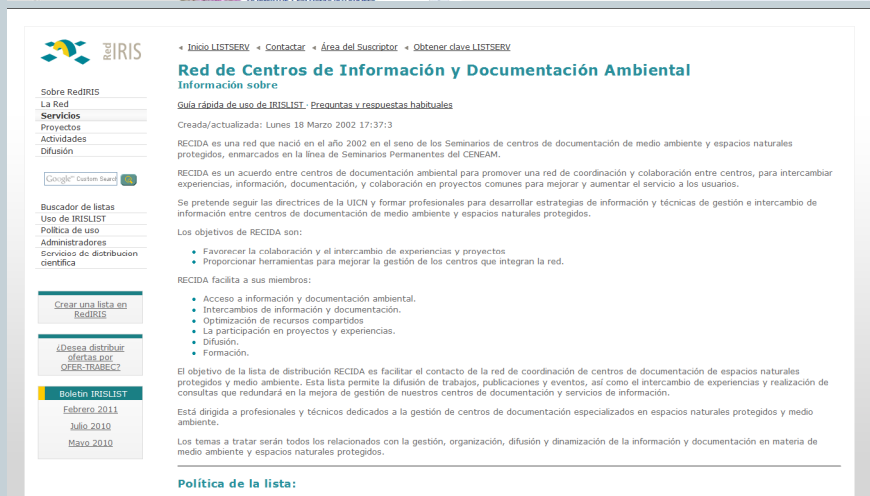 Red IRIS
Sobre RedIRIS
La Red
Servicios
Proyectos
Actividades
Difusión
Google™ Custom Search
Buscador de listas
Uso de IRISLIST
Política de uso
Administradores
Servicios de distribucion
científica
Crear una lista en
RedIRIS
¿Desea distribuir
ofertas por
OFER-TRABEC?
Boletin IRISLIST
Febrero 2011
Julio 2010
Mayo 2010
Inicio LISTSERV Contactar Área del Suscriptor Obtener clave LISTSERV
Red de Centros de Información y Documentación Ambiental
Información sobre
Guía rápida de uso de IRISLIST · Preguntas y respuestas habituales
Creada/actualizada: Lunes 18 Marzo 2002 17:37:3
RECIDA es una red que nació en el año 2002 en el seno de los Seminarios de centros de documentación de medio ambiente y espacios naturales
protegidos, enmarcados en la línea de Seminarios Permanentes del CENEAM.
RECIDA es un acuerdo entre centros de documentación ambiental para promover una red de coordinación y colaboración entre centros, para intercambiar
experiencias, información, documentación, y colaboración en proyectos comunes para mejorar y aumentar el servicio a los usuarios.
Se pretende seguir las directrices de la UICN y formar profesionales para desarrollar estrategias de información y técnicas de gestión e intercambio de
información entre centros de documentación de medio ambiente y espacios naturales protegidos.
Los objetivos de RECIDA son:
Favorecer la colaboración y el intercambio de experiencias y proyectos
Proporcionar herramientas para mejorar la gestión de los centros que integran la red.
RECIDA facilita a sus miembros:
Acceso a información y documentación ambiental.
Intercambios de información y documentación.
Optimización de recursos compartidos
La participación en proyectos y experiencias.
Difusión.
Formación.
El objetivo de la lista de distribución RECIDA es facilitar el contacto de la red de coordinación de centros de documentación de espacios naturales
protegidos y medio ambiente. Esta lista permite la difusión de trabajos, publicaciones y eventos, así como el intercambio de experiencias y realización de
consultas que redundará en la mejora de gestión de nuestros centros de documentación y servicios de información.
Está dirigida a profesionales y técnicos dedicados a la gestión de centros de documentación especializados en espacios naturales protegidos y medio
ambiente.
Los temas a tratar serán todos los relacionados con la gestión, organización, difusión y dinamización de la información y documentación en materia de
medio ambiente y espacios naturales protegidos.
Política de la lista: